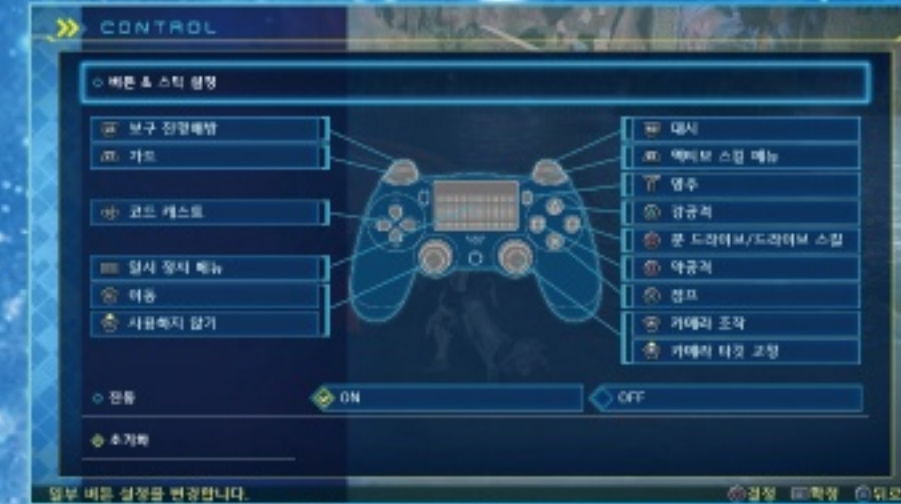 CONTROL
버튼 & 스틱 설정
보구 진명해방
가드
코드 캐스트
일시 정지 메뉴
이동
사용하지 않기
대시
액티브 스킬 메뉴
영주
강공격
문 드라이브/드라이브 스킬
약공격
점프
카메라 조작
카메라 타깃 고정
진동
ON
OFF
초기화
일부 버튼 설정을 변경합니다.
결정 확정 뒤로